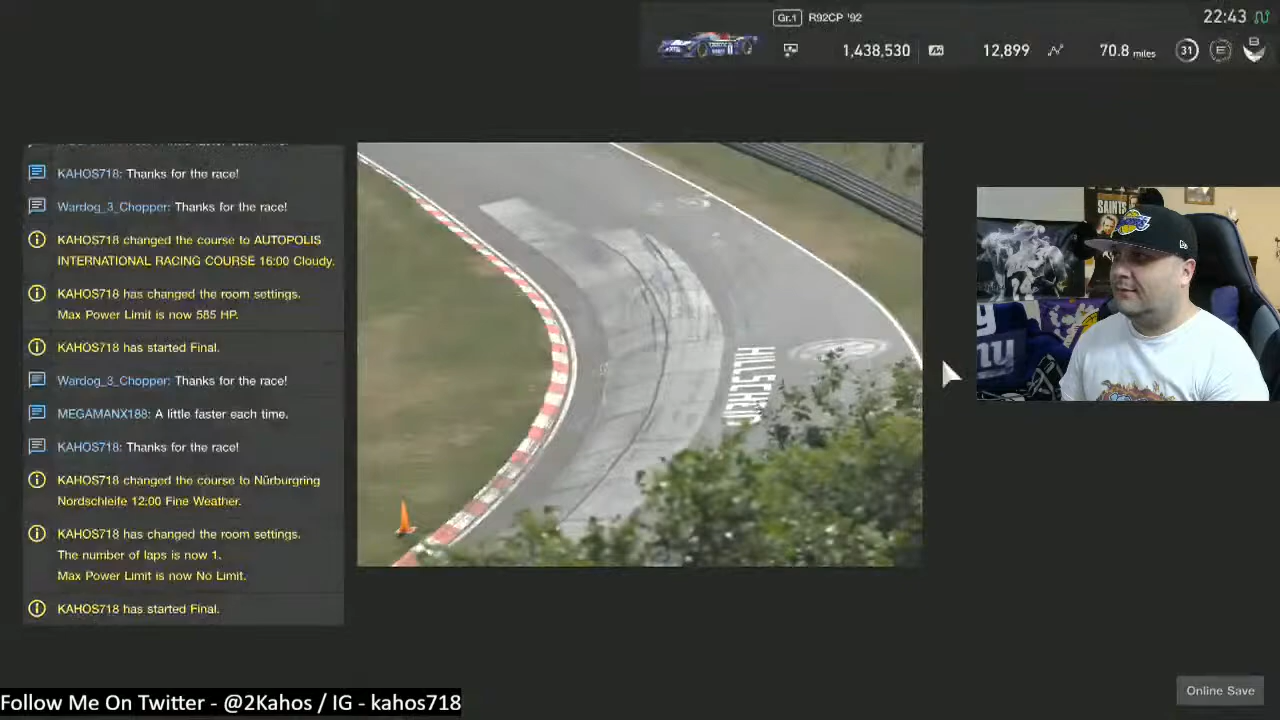 Gr.1 R92CP '92
22:43
1,438,530
12,899
70.8 miles
31
E
B
KAHOS718: Thanks for the race!
Wardog_3_Chopper: Thanks for the race!
KAHOS718 changed the course to AUTOPOLIS
INTERNATIONAL RACING COURSE 16:00 Cloudy.
KAHOS718 has changed the room settings.
Max Power Limit is now 585 HP.
KAHOS718 has started Final.
Wardog_3_Chopper: Thanks for the race!
MEGAMANX188: A little faster each time.
KAHOS718: Thanks for the race!
KAHOS718 changed the course to Nürburgring
Nordschleife 12:00 Fine Weather.
KAHOS718 has changed the room settings.
The number of laps is now 1.
Max Power Limit is now No Limit.
KAHOS718 has started Final.
SAINTS
ny
Online Save
Follow Me On Twitter - @2Kahos / IG - kahos718